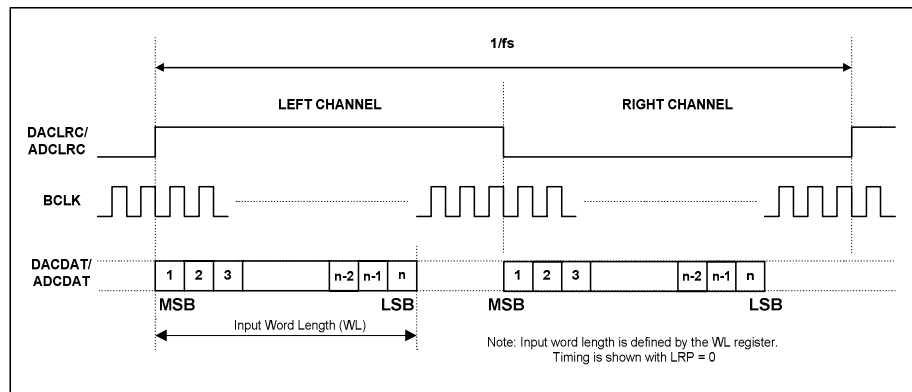 1/fs
LEFT CHANNEL
RIGHT CHANNEL
DACLRC/
ADCLRC
BCLK
DACDAT/
ADCDAT
1 2 3 n-2 n-1 n
1 2 3 n-2 n-1 n
MSB LSB
MSB LSB
Input Word Length (WL)
Note: Input word length is defined by the WL register.
Timing is shown with LRP = 0